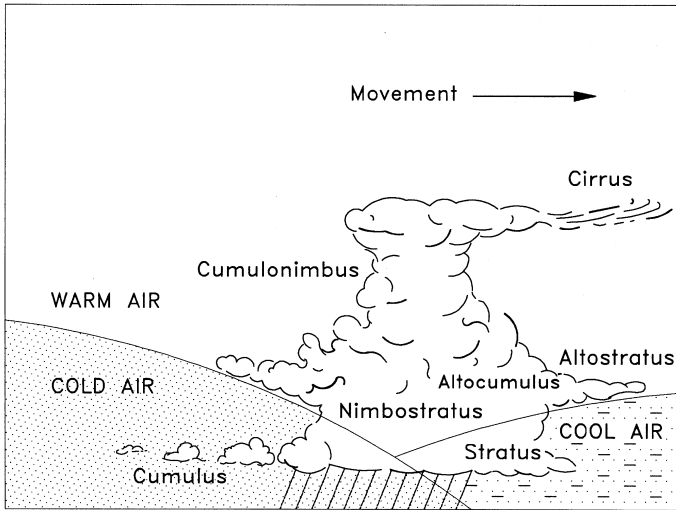 Movement
Cirrus
Cumulonimbus
WARM AIR
Altostratus
COLD AIR
Altocumulus
Nimbostratus
COOL AIR
Stratus
Cumulus